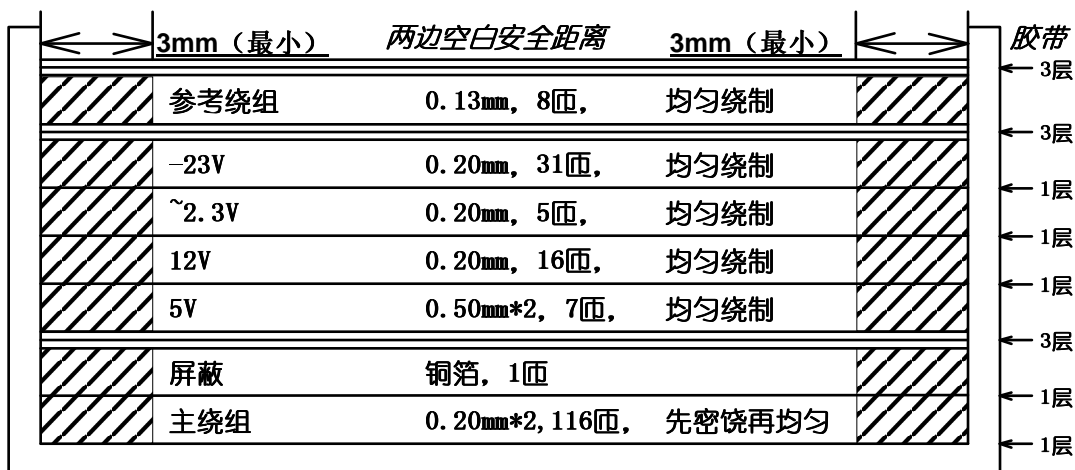 3mm（最小） 两边空白安全距离 3mm（最小） 胶带
3层
参考绕组 0.13mm, 8匝, 均匀绕制
3层
-23V 0.20mm, 31匝, 均匀绕制
1层
~2.3V 0.20mm, 5匝, 均匀绕制
1层
12V 0.20mm, 16匝, 均匀绕制
1层
5V 0.50mm*2, 7匝, 均匀绕制
3层
屏蔽 铜箔, 1匝
1层
主绕组 0.20mm*2,116匝, 先密饶再均匀
1层